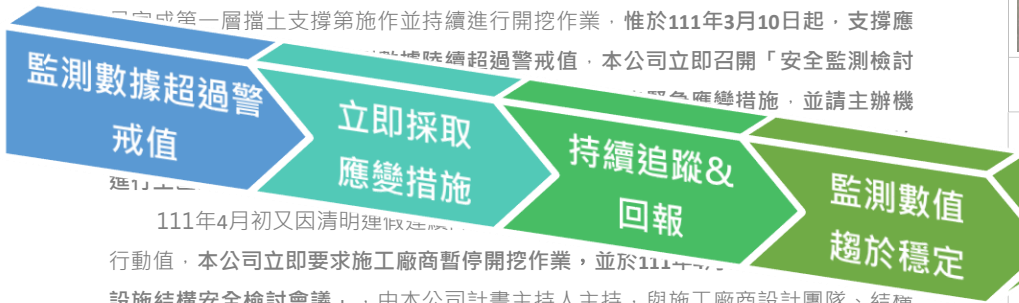 已完成第一層擋土支撐第施作並持續進行開挖作業，惟於111年3月10日起，支撐應
數據陸續超過警戒值，本公司立即召開「安全監測檢討
緊急應變措施，並請主辦機
監測數據超過警
戒值
立即採取
應變措施
持續追蹤&
回報
監測數值
趨於穩定
111年4月初又因清明連假連續
行動值，本公司立即要求施工廠商暫停開挖作業，並於111年4月
設施結構安全檢討會議，，由本公司計畫主持人主持，與施工廠商設計團隊、結構